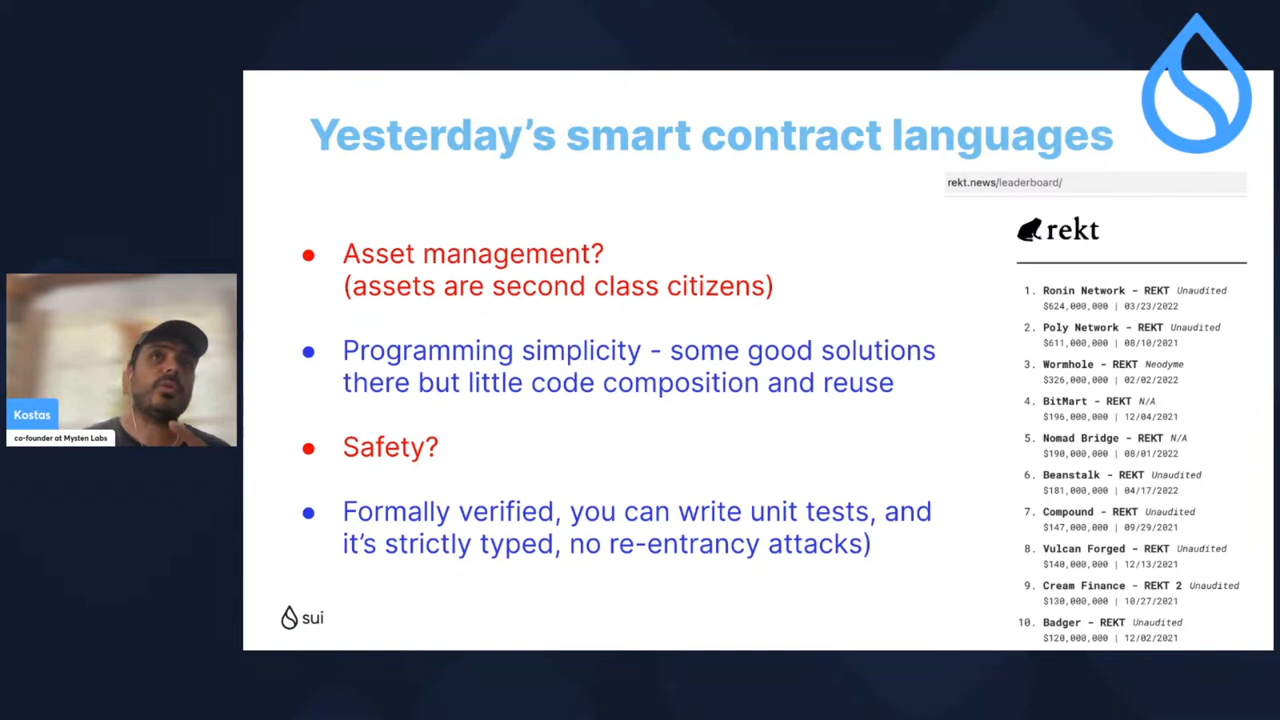 Yesterday's smart contract languages
rekt.news/leaderboard/
rekt
● Asset management?
(assets are second class citizens)
● Programming simplicity - some good solutions
there but little code composition and reuse
● Safety?
● Formally verified, you can write unit tests, and
it's strictly typed, no re-entrancy attacks)
1. Ronin Network - REKT Unaudited
$624,000,000 | 03/23/2022
2. Poly Network - REKT Unaudited
$611,000,000 | 08/10/2021
3. Wormhole - REKT Neodyme
$326,000,000 | 02/02/2022
4. BitMart - REKT N/A
$196,000,000 | 12/04/2021
5. Nomad Bridge - REKT N/A
$190,000,000 | 08/01/2022
6. Beanstalk - REKT Unaudited
$181,000,000 | 04/17/2022
7. Compound - REKT Unaudited
$147,000,000 | 09/29/2021
8. Vulcan Forged - REKT Unaudited
$140,000,000 | 12/13/2021
9. Cream Finance - REKT 2 Unaudited
$130,000,000 | 10/27/2021
10. Badger - REKT Unaudited
$120,000,000 | 12/02/2021
Kostas
co-founder at Mysten Labs
sui